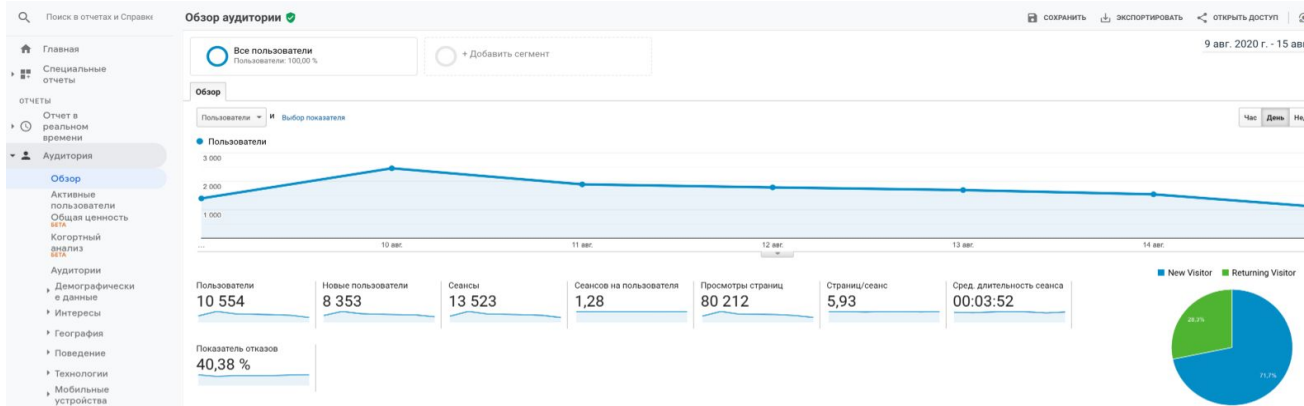 Поиск в отчетах и Справке
Обзор аудитории
СОХРАНИТЬ
ЭКСПОРТИРОВАТЬ
ОТКРЫТЬ ДОСТУП
Главная
Специальные
отчеты
ОТЧЕТЫ
Отчет в
реальном
времени
Аудитория
Обзор
Активные
пользователи
Общая ценность
БЕТА
Когортный
анализ
БЕТА
Аудитории
Демографически
е данные
Интересы
География
Поведение
Технологии
Мобильные
устройства
Все пользователи
Пользователи: 100,00 %
+ Добавить сегмент
9 авг. 2020 г. - 15 авг
Обзор
Пользователи и Выбор показателя
Час День Нед
Пользователи
3 000
2 000
1 000
... 10 авг. 11 авг. 12 авг. 13 авг. 14 авг.
Пользователи
10 554
Новые пользователи
8 353
Сеансы
13 523
Сеансов на пользователя
1,28
Просмотры страниц
80 212
Страниц/сеанс
5,93
Сред. длительность сеанса
00:03:52
Показатель отказов
40,38 %
New Visitor Returning Visitor
28,3%
71,7%